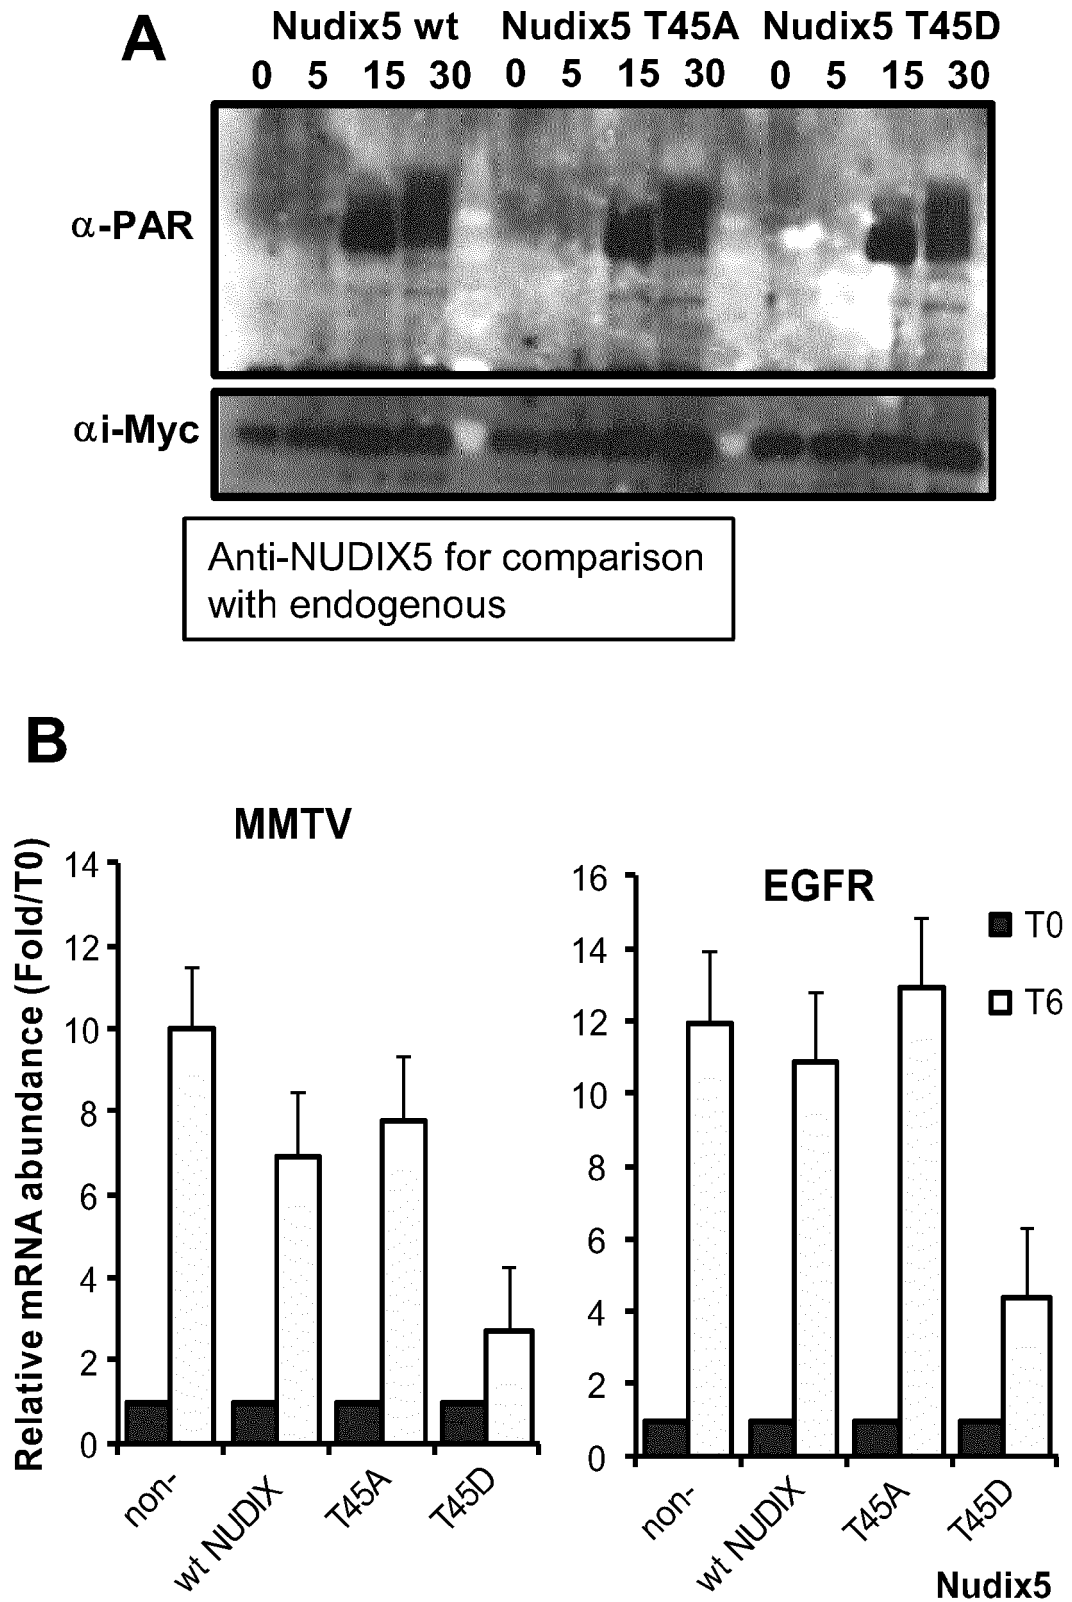 A
Nudix5 wt Nudix5 T45A Nudix5 T45D
0 5 15 30 0 5 15 30 0 5 15 30
α-PAR
αi-Myc
Anti-NUDIX5 for comparison
with endogenous
B
MMTV
Relative mRNA abundance (Fold/T0)
14
12
10
8
6
4
2
0
non-
wt NUDIX
T45A
T45D
EGFR
16
14
12
10
8
6
4
2
0
non-
wt NUDIX
T45A
T45D
T0
T6
Nudix5